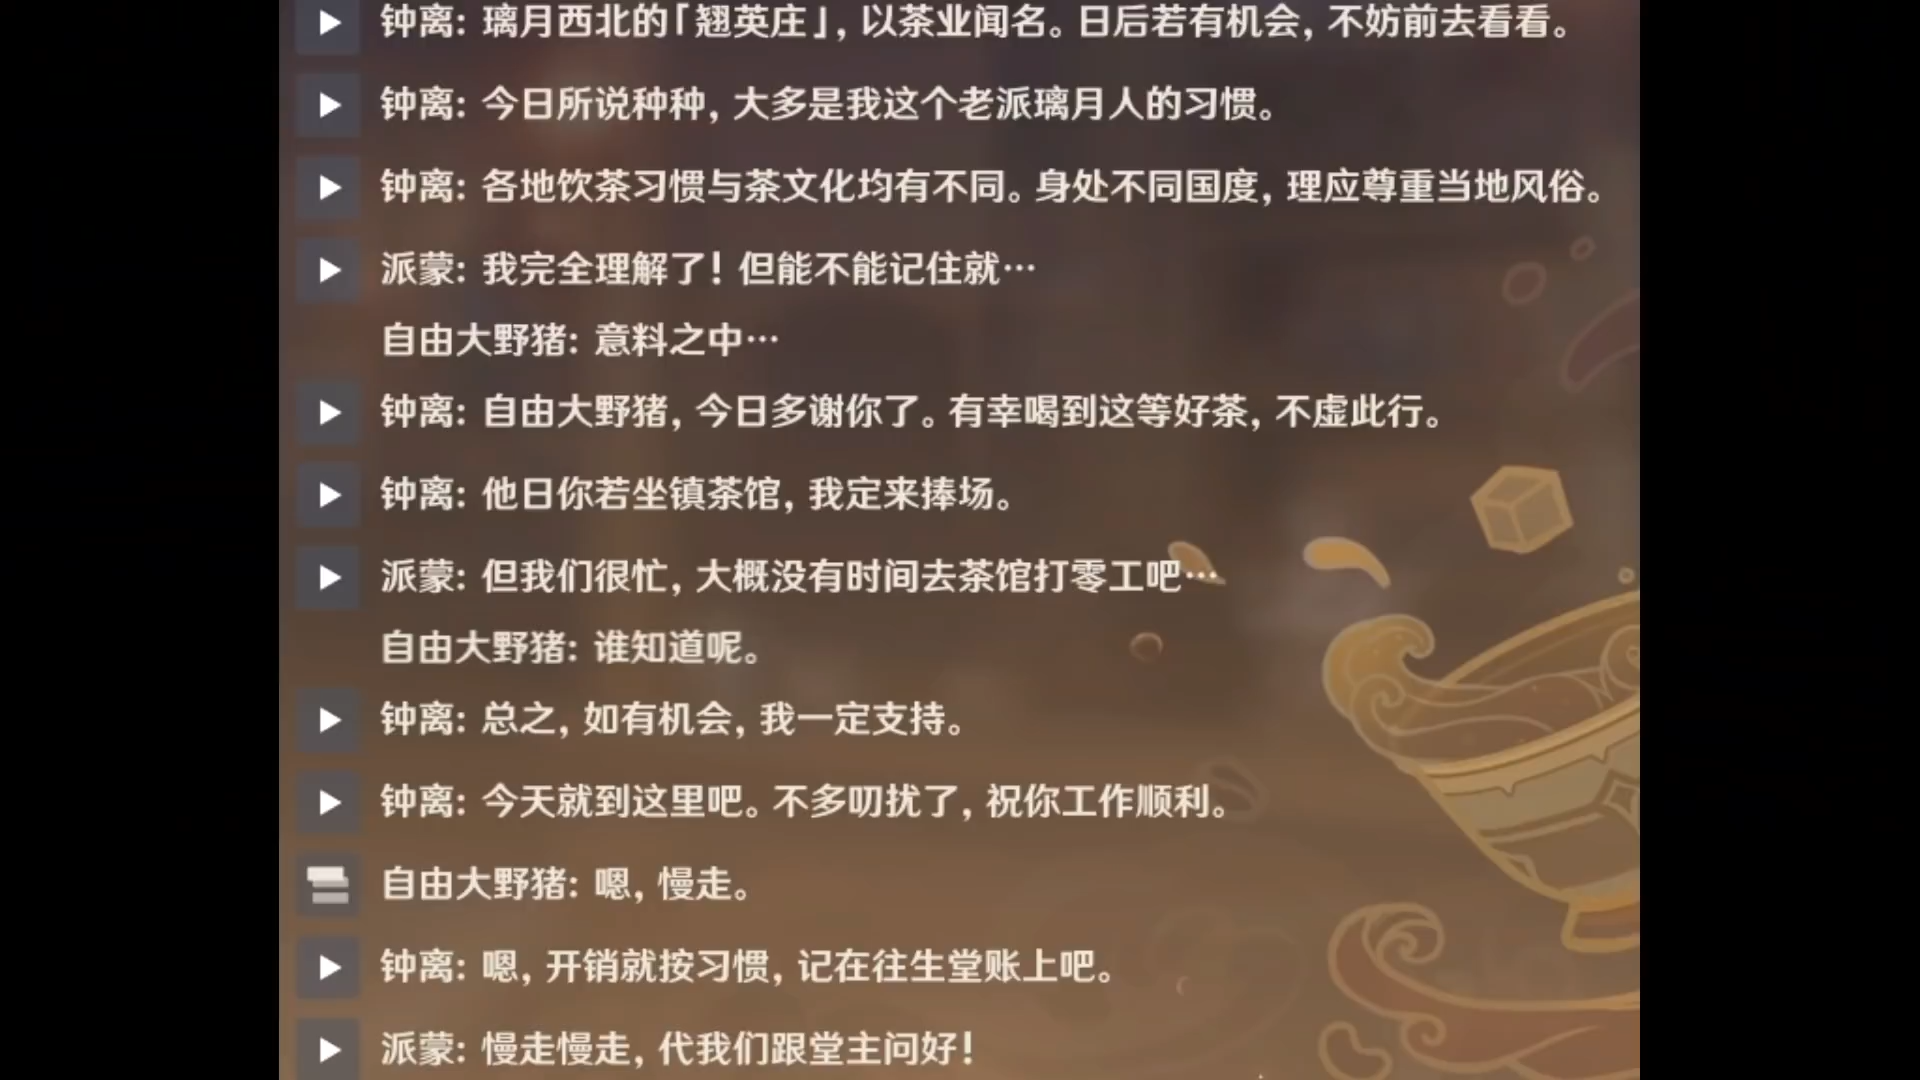 钟离: 璃月西北的「翘英庄」, 以茶业闻名。日后若有机会, 不妨前去看看。
钟离: 今日所说种种, 大多是我这个老派璃月人的习惯。
钟离: 各地饮茶习惯与茶文化均有不同。身处不同国度, 理应尊重当地风俗。
派蒙: 我完全理解了! 但能不能记住就…
自由大野猪: 意料之中…
钟离: 自由大野猪, 今日多谢你了。有幸喝到这等好茶, 不虚此行。
钟离: 他日你若坐镇茶馆, 我定来捧场。
派蒙: 但我们很忙, 大概没有时间去茶馆打零工吧…
自由大野猪: 谁知道呢。
钟离: 总之, 如有机会, 我一定支持。
钟离: 今天就到这里吧。不多叨扰了, 祝你工作顺利。
自由大野猪: 嗯, 慢走。
钟离: 嗯, 开销就按习惯, 记在往生堂账上吧。
派蒙: 慢走慢走, 代我们跟堂主问好!